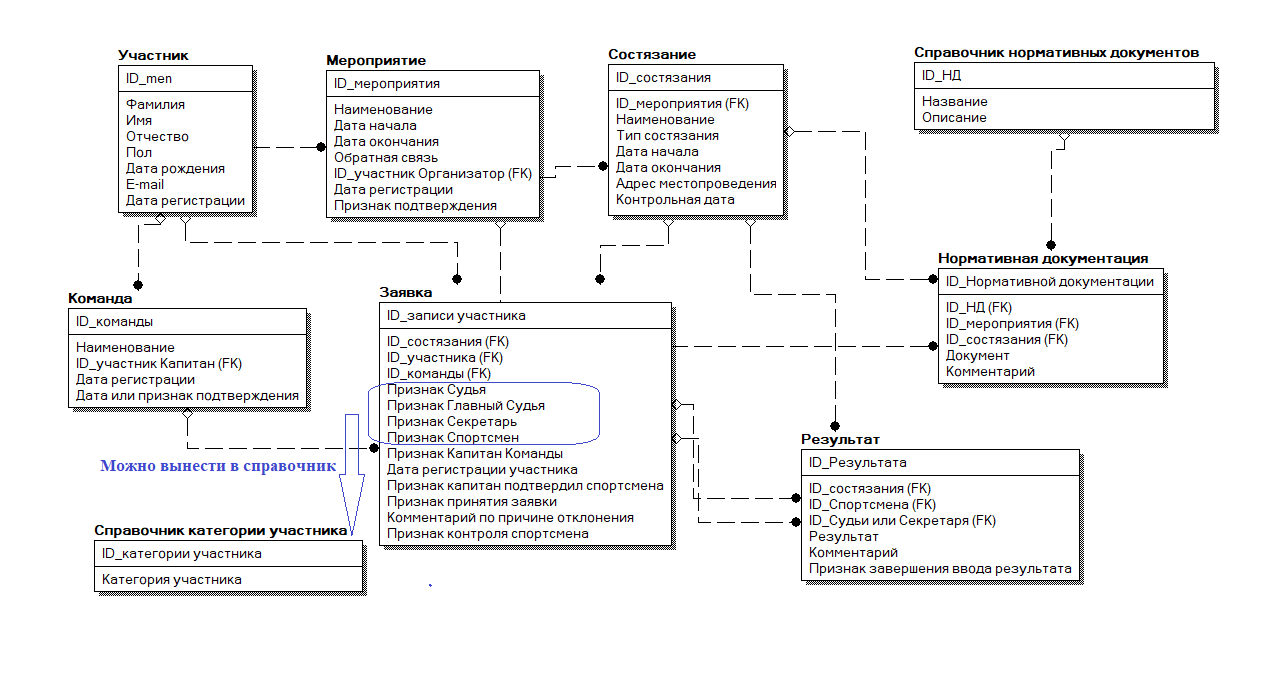 Участник
ID_men
Фамилия
Имя
Отчество
Пол
Дата рождения
E-mail
Дата регистрации
Мероприятие
ID_мероприятия
Наименование
Дата начала
Дата окончания
Обратная связь
ID_участник Организатор (FK)
Дата регистрации
Признак подтверждения
Состязание
ID_состязания
ID_мероприятия (FK)
Наименование
Тип состязания
Дата начала
Дата окончания
Адрес местопроведения
Контрольная дата
Справочник нормативных документов
ID_НД
Название
Описание
Нормативная документация
ID_Нормативной документации
ID_НД (FK)
ID_мероприятия (FK)
ID_состязания (FK)
Документ
Комментарий
Команда
ID_команды
Наименование
ID_участник Капитан (FK)
Дата регистрации
Дата или признак подтверждения
Заявка
ID_записи участника
ID_состязания (FK)
ID_участника (FK)
ID_команды (FK)
Признак Судья
Признак Главный Судья
Признак Секретарь
Признак Спортсмен
Признак Капитан Команды
Дата регистрации участника
Признак капитан подтвердил спортсмена
Признак принятия заявки
Комментарий по причине отклонения
Признак контроля спортсмена
Можно вынести в справочник
Справочник категории участника
ID_категории участника
Категория участника
Результат
ID_Результата
ID_состязания (FK)
ID_Спортсмена (FK)
ID_Судьи или Секретаря (FK)
Результат
Комментарий
Признак завершения ввода результата